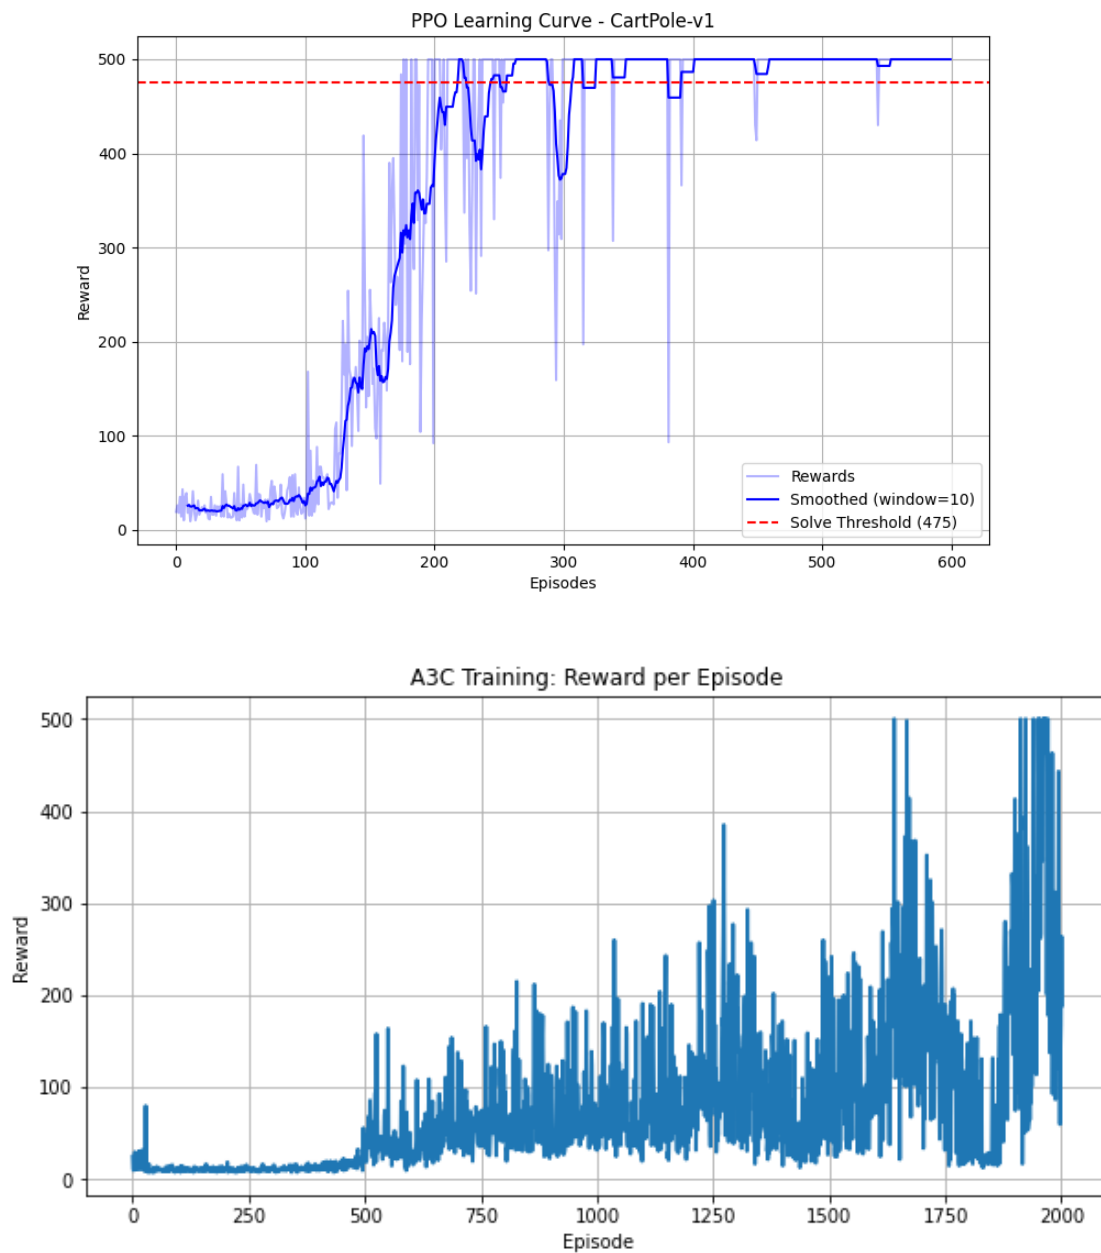 PPO Learning Curve - CartPole-v1
500
400
300
200
100
0
Reward
Rewards
Smoothed (window=10)
Solve Threshold (475)
0 100 200 300 400 500 600
Episodes
A3C Training: Reward per Episode
500
400
300
200
100
0
Reward
0 250 500 750 1000 1250 1500 1750 2000
Episode